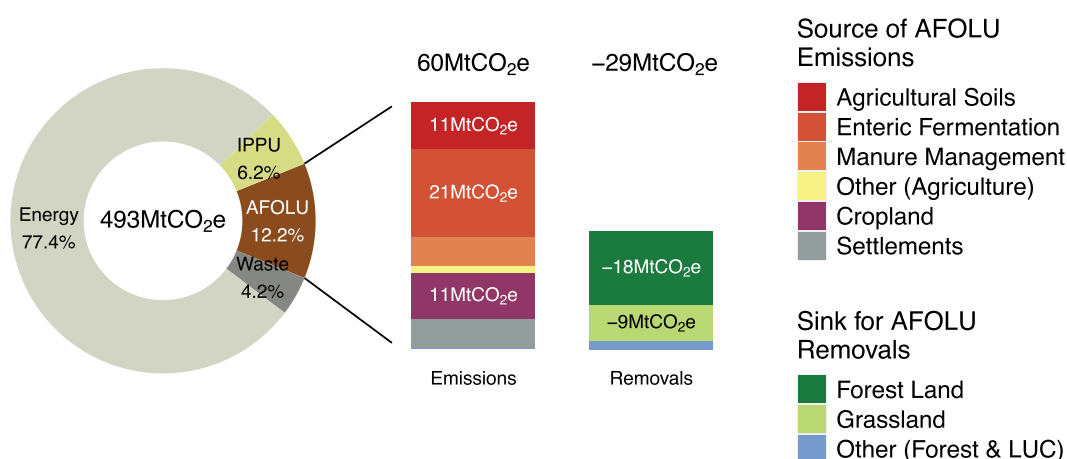 Energy
77.4%
493MtCO₂e
IPPU
6.2%
AFOLU
12.2%
Waste
4.2%
60MtCO₂e
11MtCO₂e
21MtCO₂e
11MtCO₂e
Emissions
−29MtCO₂e
−18MtCO₂e
−9MtCO₂e
Removals
Source of AFOLU
Emissions
Agricultural Soils
Enteric Fermentation
Manure Management
Other (Agriculture)
Cropland
Settlements
Sink for AFOLU
Removals
Forest Land
Grassland
Other (Forest & LUC)